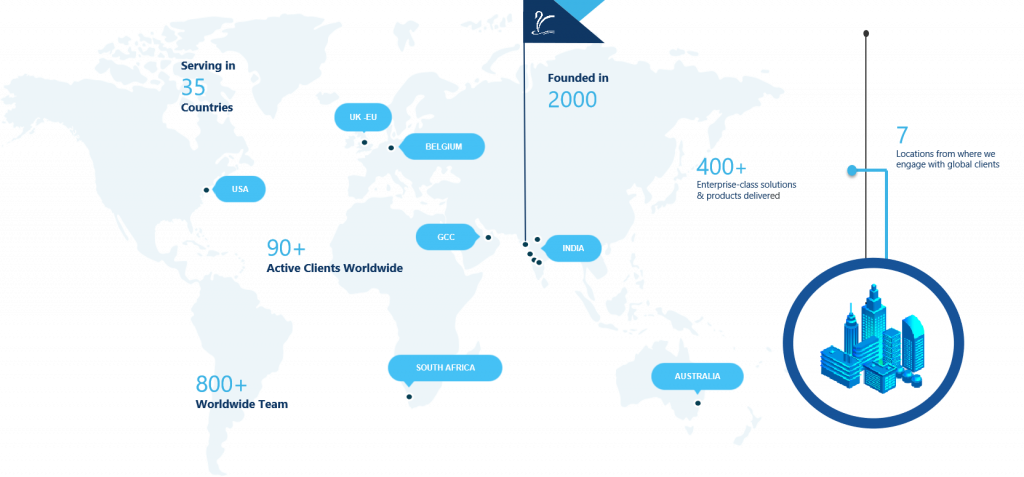 Serving in
35
Countries
Founded in
2000
UK -EU
BELGIUM
USA
7
Locations from where we
engage with global clients
400+
Enterprise-class solutions
& products delivered
GCC
INDIA
90+
Active Clients Worldwide
SOUTH AFRICA
AUSTRALIA
800+
Worldwide Team